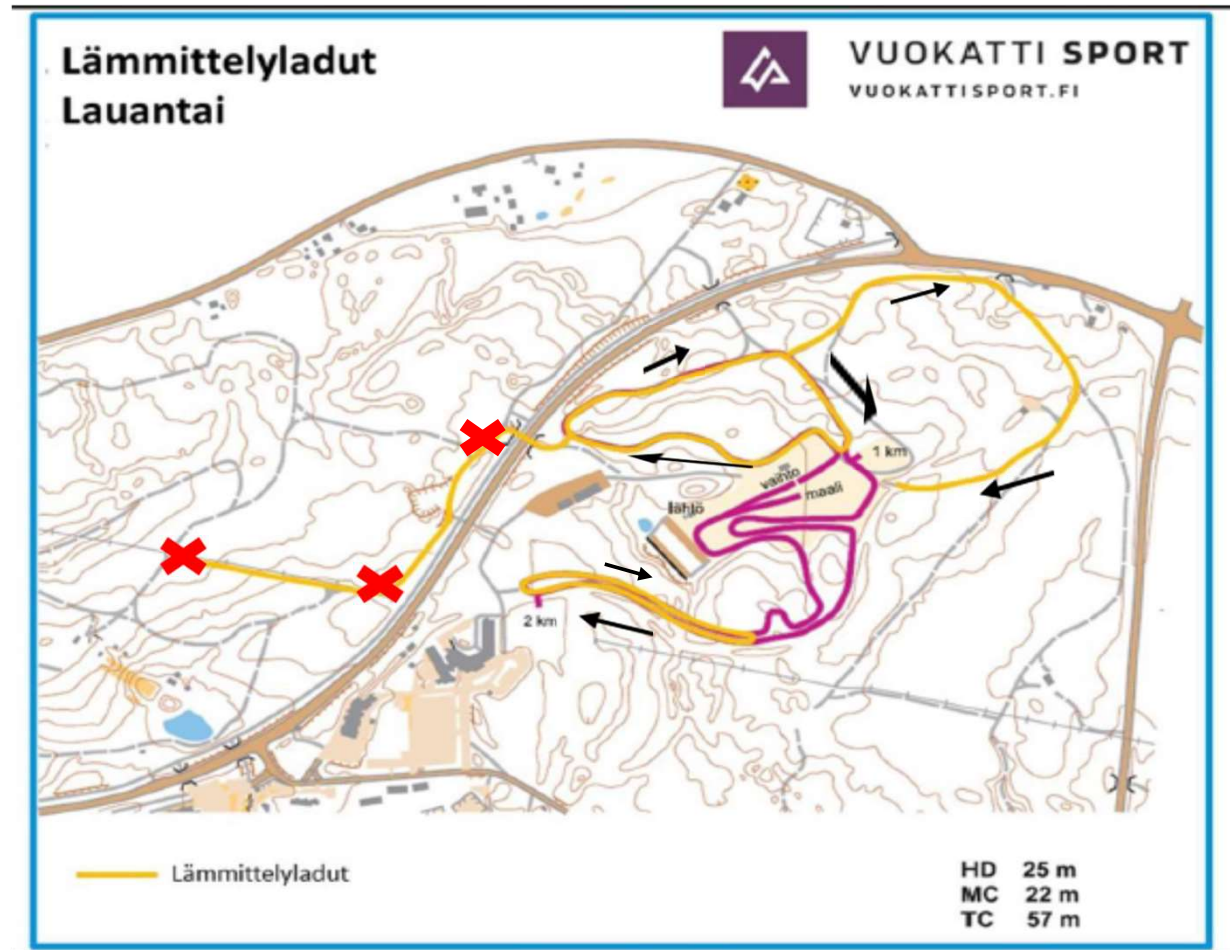 Lämmittelyladut
Lauantai
VUOKATTI SPORT
VUOKATTISPORT.FI
1 km
vaihto
maali
lähtö
2 km
Lämmittelyladut
HD 25 m
MC 22 m
TC 57 m